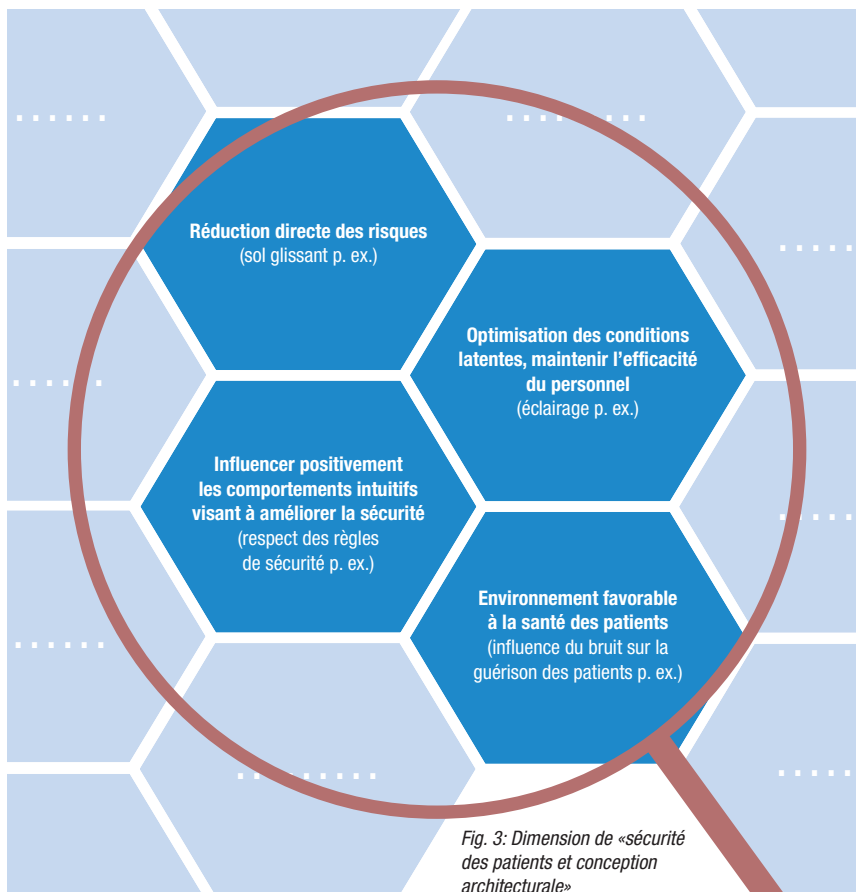 Réduction directe des risques
(sol glissant p. ex.)
Optimisation des conditions
latentes, maintenir l’efficacité
du personnel
(éclairage p. ex.)
Influencer positivement
les comportements intuitifs
visant à améliorer la sécurité
(respect des règles
de sécurité p. ex.)
Environnement favorable
à la santé des patients
(influence du bruit sur la
guérison des patients p. ex.)
Fig. 3: Dimension de «sécurité
des patients et conception
architecturale»